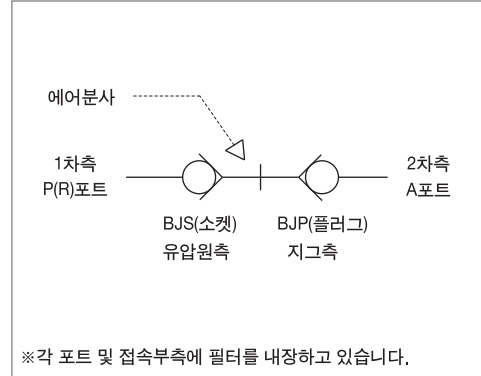 에어분사
1차측
P(R)포트
2차측
A포트
BJS(소켓)
유압원측
BJP(플러그)
지그측
※각 포트 및 접속부측에 필터를 내장하고 있습니다.